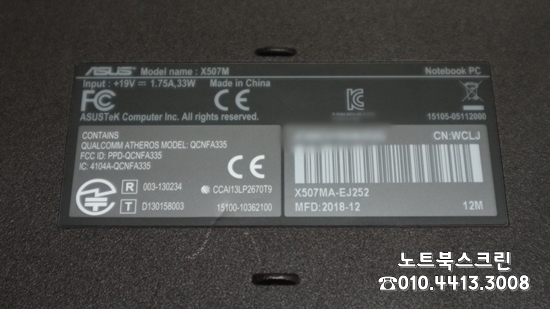 ASUS Model name : X507M Notebook PC
Input : +19V 1.75A,33W Made in China
FC CE
ASUSTeK Computer Inc. All rights reserved.
15105-05112000
CONTAINS
QUALCOMM ATHEROS MODEL: QCNFA335
FCC ID: PPD-QCNFA335
IC: 4104A-QCNFA335
CE
R 003-130234
CCAI13LP2670T9
T D130158003
15100-10362100
CN:WCLJ
X507MA-EJ252
MFD:2018-12 12M
노트북스크린
☎010.4413.3008